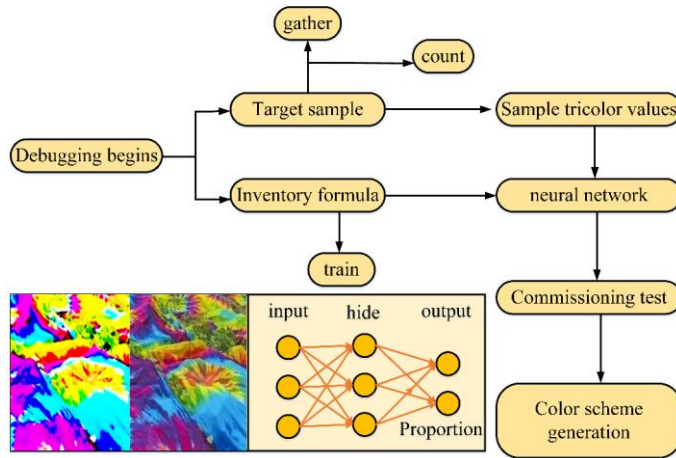 gather
count
Target sample
Sample tricolor values
Debugging begins
Inventory formula
neural network
train
input
hide
output
Commissioning test
Proportion
Color scheme
generation